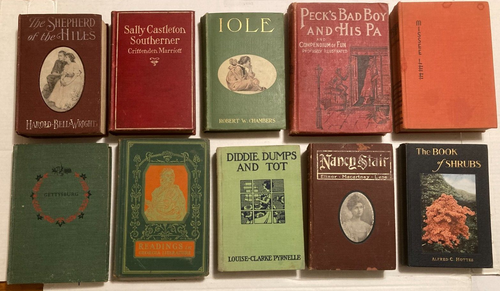 The SHEPHERD
of the HILLS
HAROLD·BELL·WRIGHT
Sally Castleton
Southerner
Crittenden Marriott
IOLE
ROBERT W. CHAMBERS
PECK'S BAD BOY
AND HIS PA
AND
COMPENDIUM OF FUN
READINGS
DIDDIE, DUMPS
AND TOT
LOUISE-CLARKE-PYRNELLE
Nancy Stair
Elinor Macartney Lane
The BOOK
of SHRUBS
ALFRED C. HOTTES